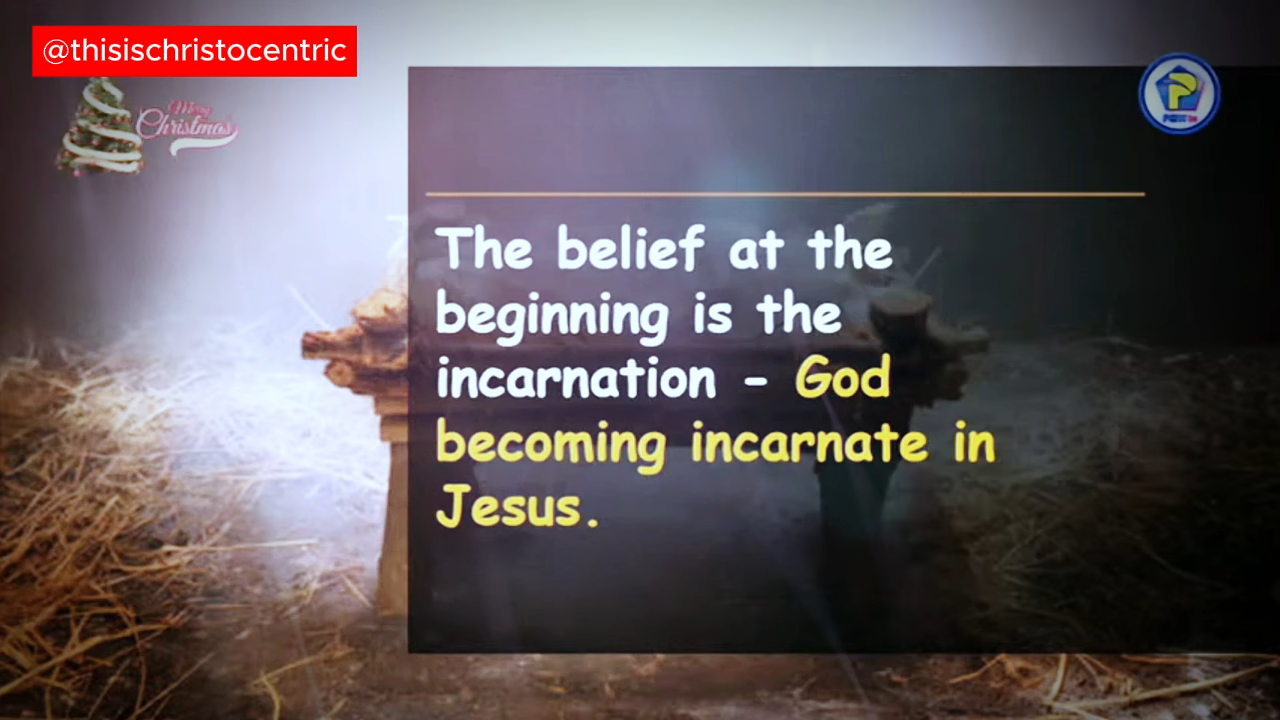 @thisischristocentric
Merry
Christmas
The belief at the
beginning is the
incarnation - God
becoming incarnate in
Jesus.